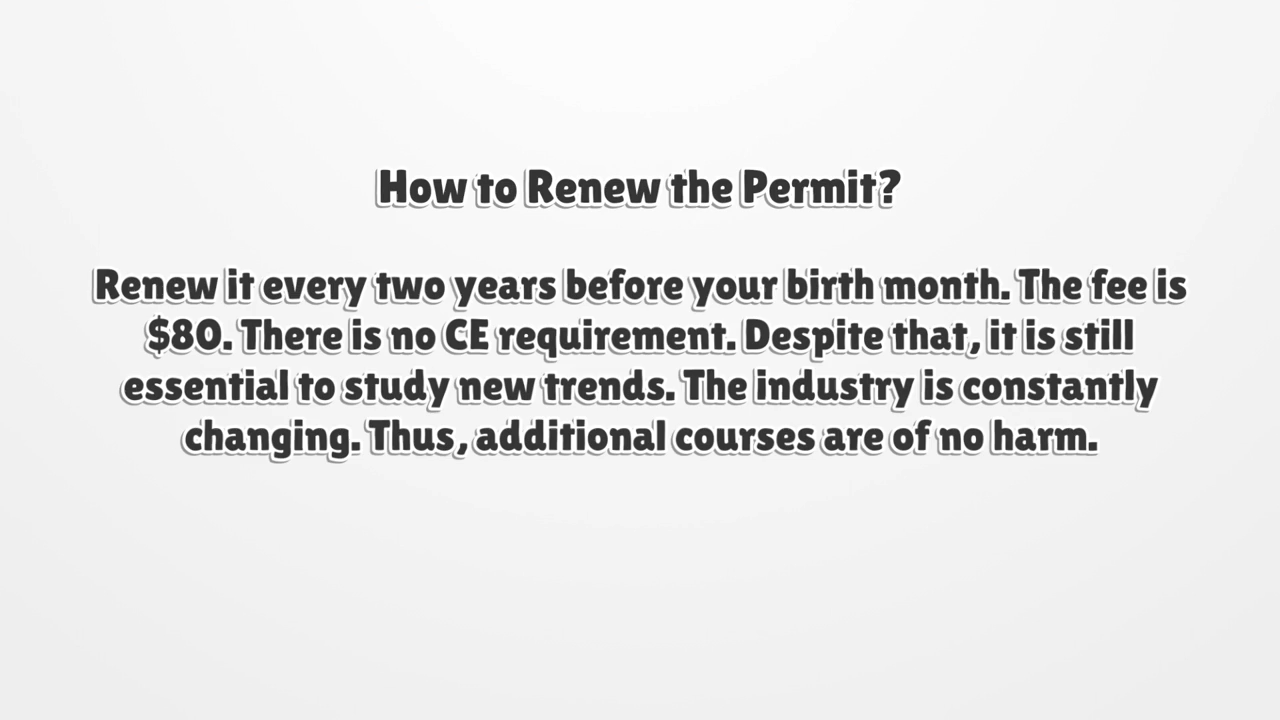 How to Renew the Permit?
Renew it every two years before your birth month. The fee is
$80. There is no CE requirement. Despite that, it is still
essential to study new trends. The industry is constantly
changing. Thus, additional courses are of no harm.